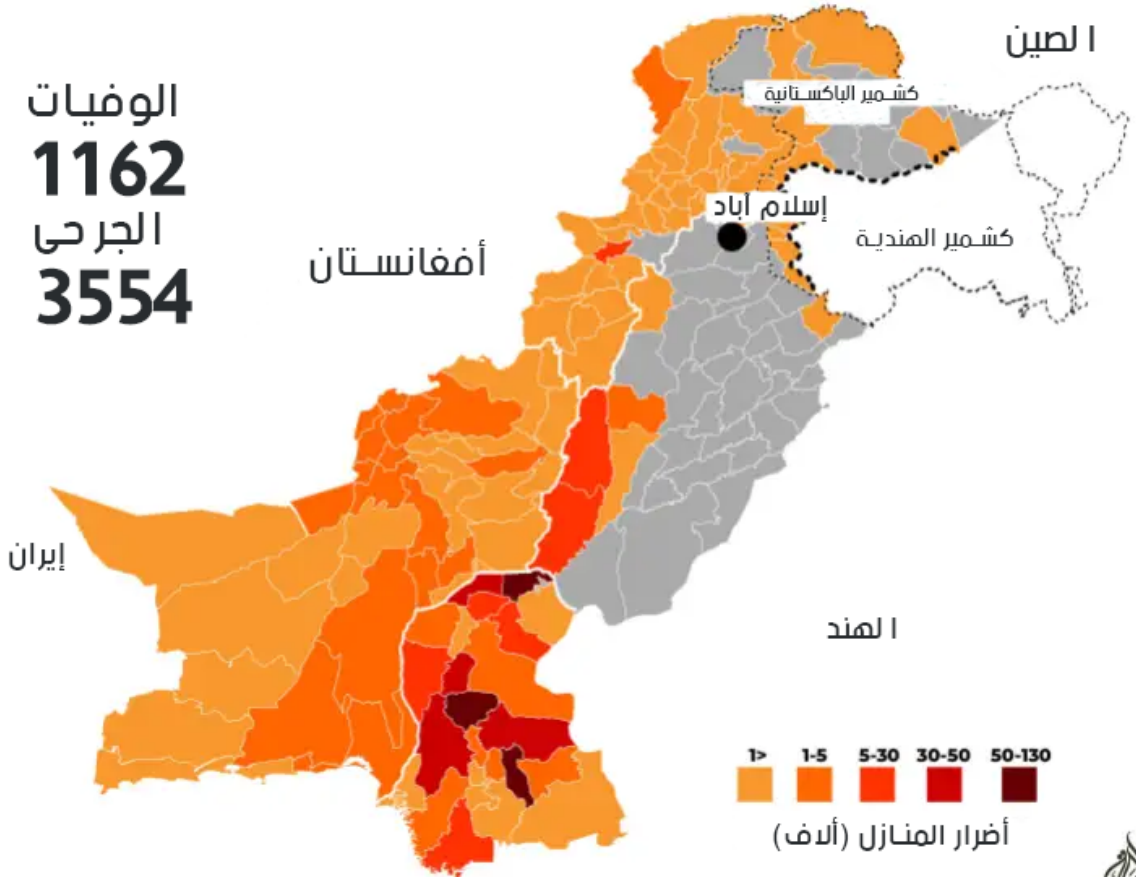 الوفيات
1162
الجرحى
3554
الصين
كشمير الباكستانية
إسلام آباد
كشمير الهندية
أفغانستان
إيران
الهند
1> 1-5 5-30 30-50 50-130
أضرار المنازل (ألاف)